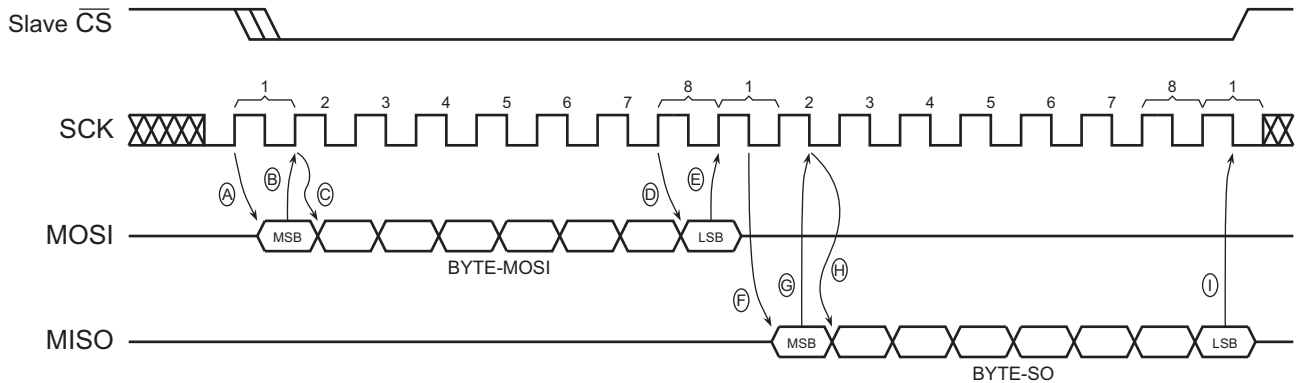 Slave CS
1 2 3 4 5 6 7 8 1 2 3 4 5 6 7 8 1
SCK
A B C D E
MOSI MSB LSB
BYTE-MOSI
F G H I
MISO MSB LSB
BYTE-SO